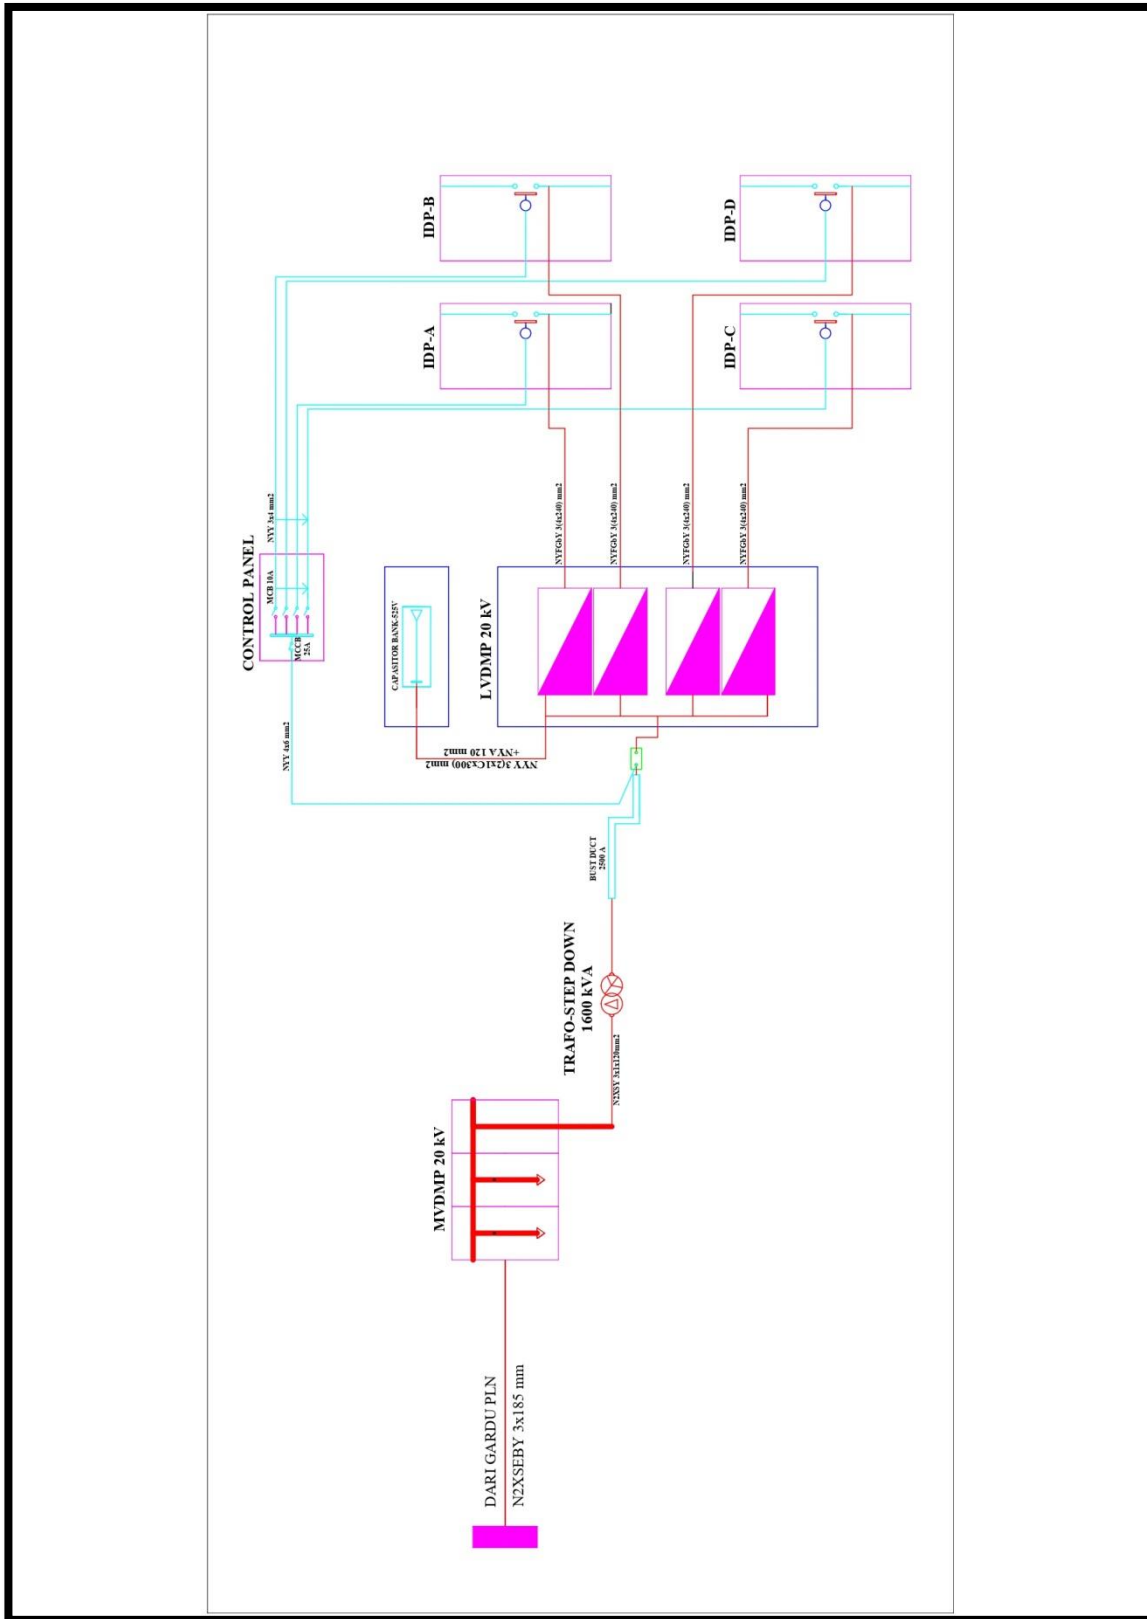 IDP-B
IDP-D
IDP-A
IDP-C
NYY 3x4 mm2
CONTROL PANEL
MCB 10A
MCCB
25A
NYY 4x6 mm2
CAPASITOR BANK-525V
NYY 3(2x1Cx300) mm2
+NYA 120 mm2
NYFGbY 3(4x240) mm2
NYFGbY 3(4x240) mm2
NYFGbY 3(4x240) mm2
NYFGbY 3(4x240) mm2
LVDMP 20 kV
BUST DUCT
2500 A
TRAFO-STEP DOWN
1600 kVA
N2XSY 3x1x120mm2
MVDMP 20 kV
DARI GARDU PLN
N2XSEBY 3x185 mm